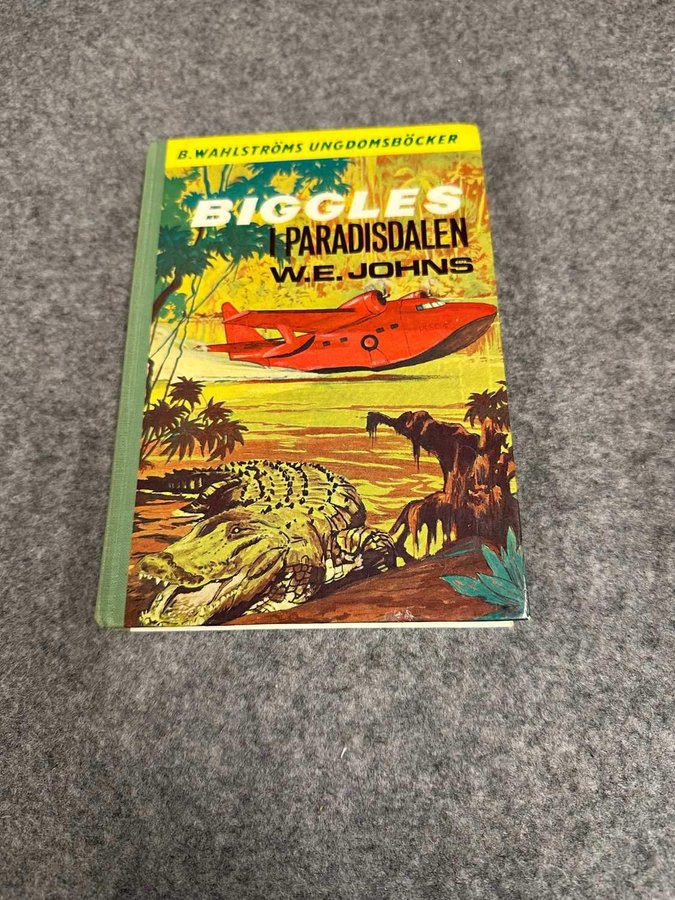 B. WAHLSTRÖMS UNGDOMSBÖCKER
BIGGLES
I PARADISDALEN
W.E. JOHNS